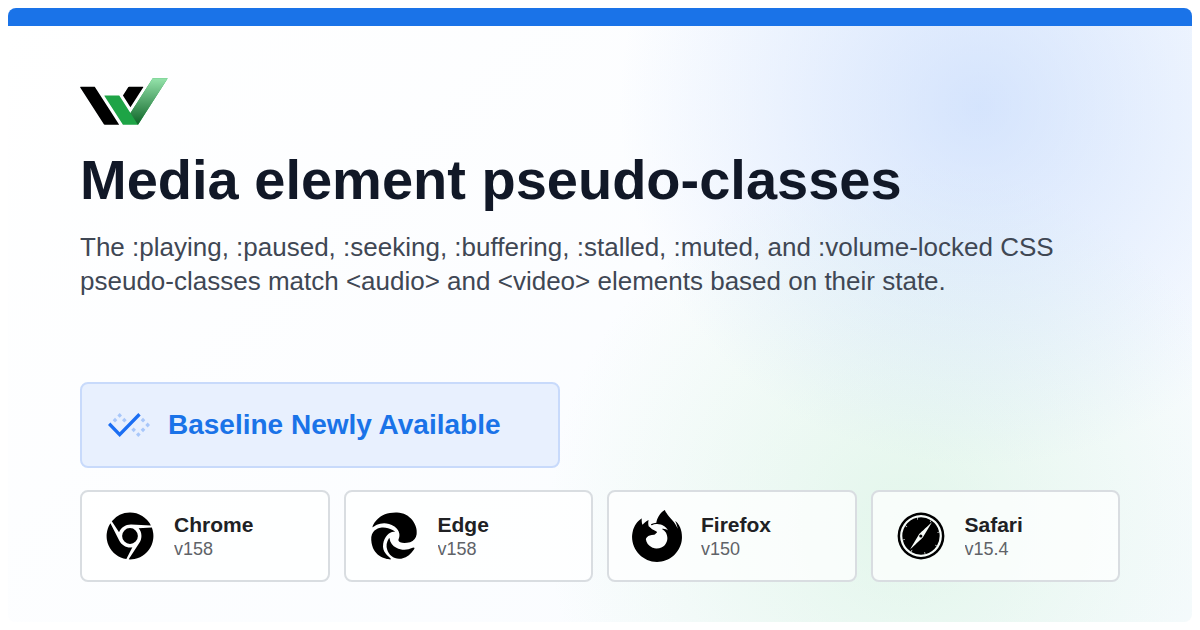 Media element pseudo-classes
The :playing, :paused, :seeking, :buffering, :stalled, :muted, and :volume-locked CSS
pseudo-classes match <audio> and <video> elements based on their state.
Baseline Newly Available
Chrome
v158
Edge
v158
Firefox
v150
Safari
v15.4